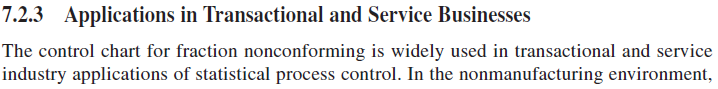 7.2.3 Applications in Transactional and Service Businesses
The control chart for fraction nonconforming is widely used in transactional and service
industry applications of statistical process control. In the nonmanufacturing environment,